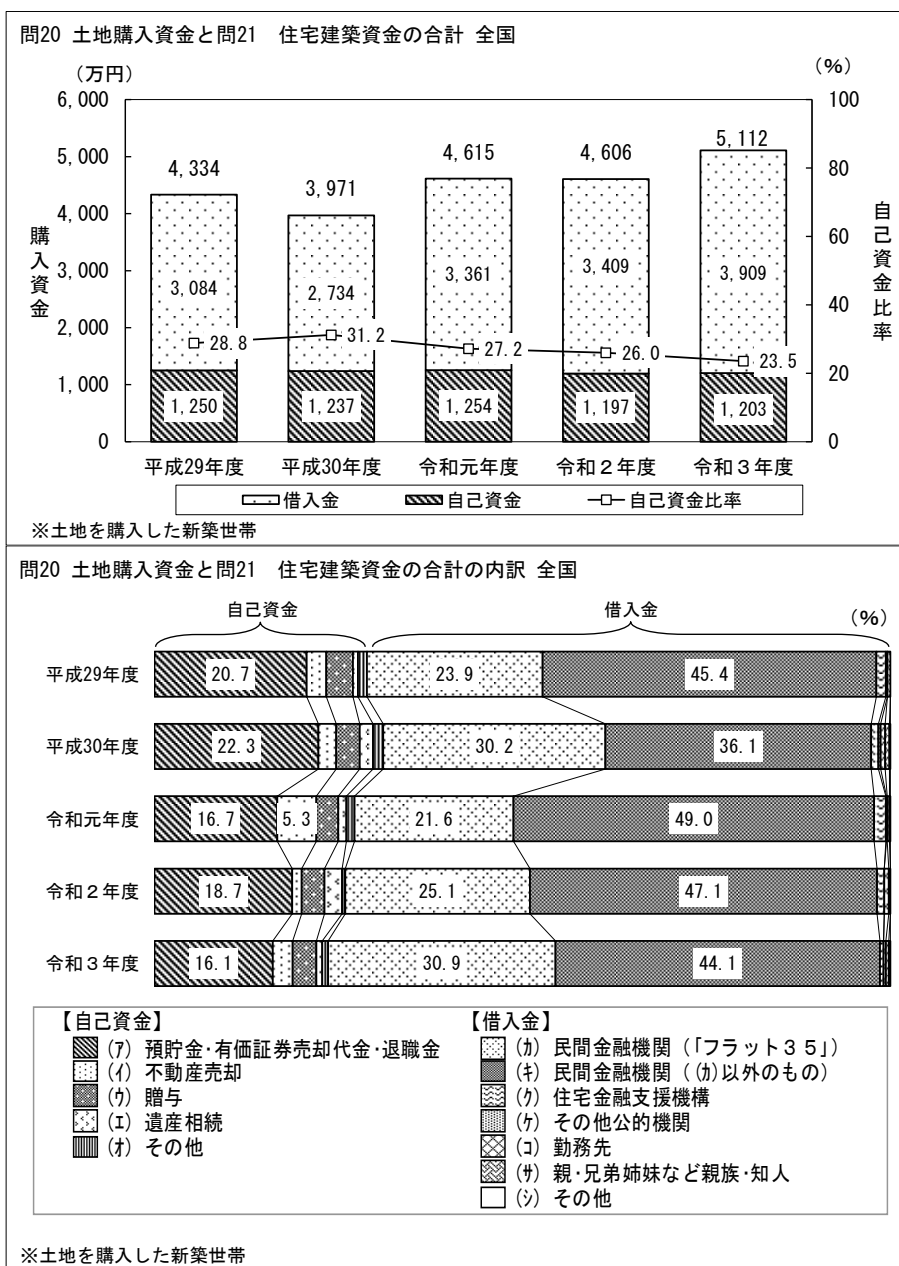 問20 土地購入資金と問21 住宅建築資金の合計 全国
（万円）
（%）
6,000
5,000
4,000
3,000
2,000
1,000
0
購入資金
100
80
60
40
20
0
自己資金比率
4,334
3,971
4,615
4,606
5,112
3,084
2,734
3,361
3,409
3,909
28.8
31.2
27.2
26.0
23.5
1,250
1,237
1,254
1,197
1,203
平成29年度 平成30年度 令和元年度 令和２年度 令和３年度
借入金 自己資金 自己資金比率
※土地を購入した新築世帯
問20 土地購入資金と問21 住宅建築資金の合計の内訳 全国
自己資金 借入金 （%）
平成29年度 20.7 23.9 45.4
平成30年度 22.3 30.2 36.1
令和元年度 16.7 5.3 21.6 49.0
令和２年度 18.7 25.1 47.1
令和３年度 16.1 30.9 44.1
【自己資金】
(ｱ) 預貯金･有価証券売却代金･退職金
(ｲ) 不動産売却
(ｳ) 贈与
(ｴ) 遺産相続
(ｵ) その他
【借入金】
(ｶ) 民間金融機関（｢フラット３５｣）
(ｷ) 民間金融機関（(ｶ)以外のもの）
(ｸ) 住宅金融支援機構
(ｹ) その他公的機関
(ｺ) 勤務先
(ｻ) 親･兄弟姉妹など親族･知人
(ｼ) その他
※土地を購入した新築世帯